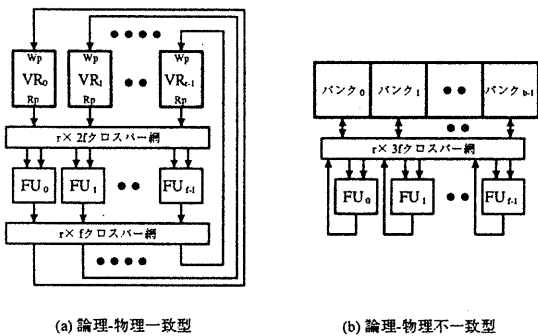 Wp Wp Wp
VR0 VR1 VRr-1
Rp Rp Rp
r×2fクロスバー網
FU0 FU1 FUf-1
r×fクロスバー網
(a) 論理-物理一致型
バンク0 バンク1 バンクb-1
r×3fクロスバー網
FU0 FU1 FUf-1
(b) 論理-物理不一致型